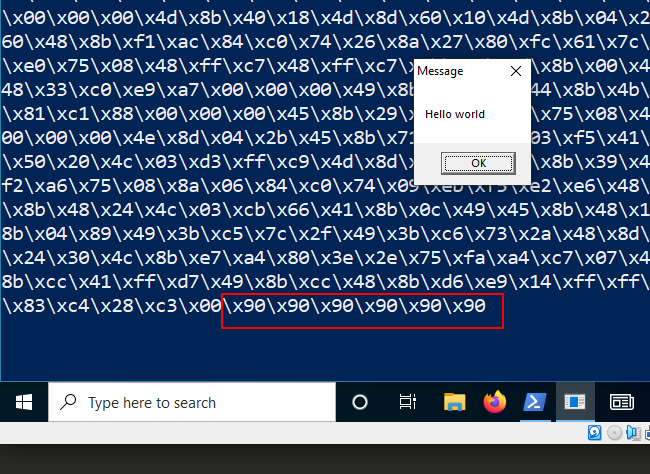 \x00\x00\x00\x4d\x8b\x40\x18\x4d\x8d\x60\x10\x4d\x8b\x04\x2
60\x48\x8b\xf1\xac\x84\xc0\x74\x26\x8a\x27\x80\xfc\x61\x7c\
\xe0\x75\x08\x48\xff\xc7\x48\xff\xc7\ \x8b\x00\x4
48\x33\xc0\xe9\xa7\x00\x00\x00\x49\x8b 44\x8b\x4b\
\x81\xc1\x88\x00\x00\x00\x45\x8b\x29\x \x75\x08\x4
00\x00\x00\x4e\x8d\x04\x2b\x45\x8b\x71 03\xf5\x41\
\x50\x20\x4c\x03\xd3\xff\xc9\x4d\x8d\x \x8b\x39\x4
f2\xa6\x75\x08\x8a\x06\x84\xc0\x74\x09\xeb\xf5\xe2\xe6\x48\
\x8b\x48\x24\x4c\x03\xcb\x66\x41\x8b\x0c\x49\x45\x8b\x48\x1
8b\x04\x89\x49\x3b\xc5\x7c\x2f\x49\x3b\xc6\x73\x2a\x48\x8d\
\x24\x30\x4c\x8b\xe7\xa4\x80\x3e\x2e\x75\xfa\xa4\xc7\x07\x4
8b\xcc\x41\xff\xd7\x49\x8b\xcc\x48\x8b\xd6\xe9\x14\xff\xff\
\x83\xc4\x28\xc3\x00\x90\x90\x90\x90\x90\x90
Message
Hello world
OK
Type here to search